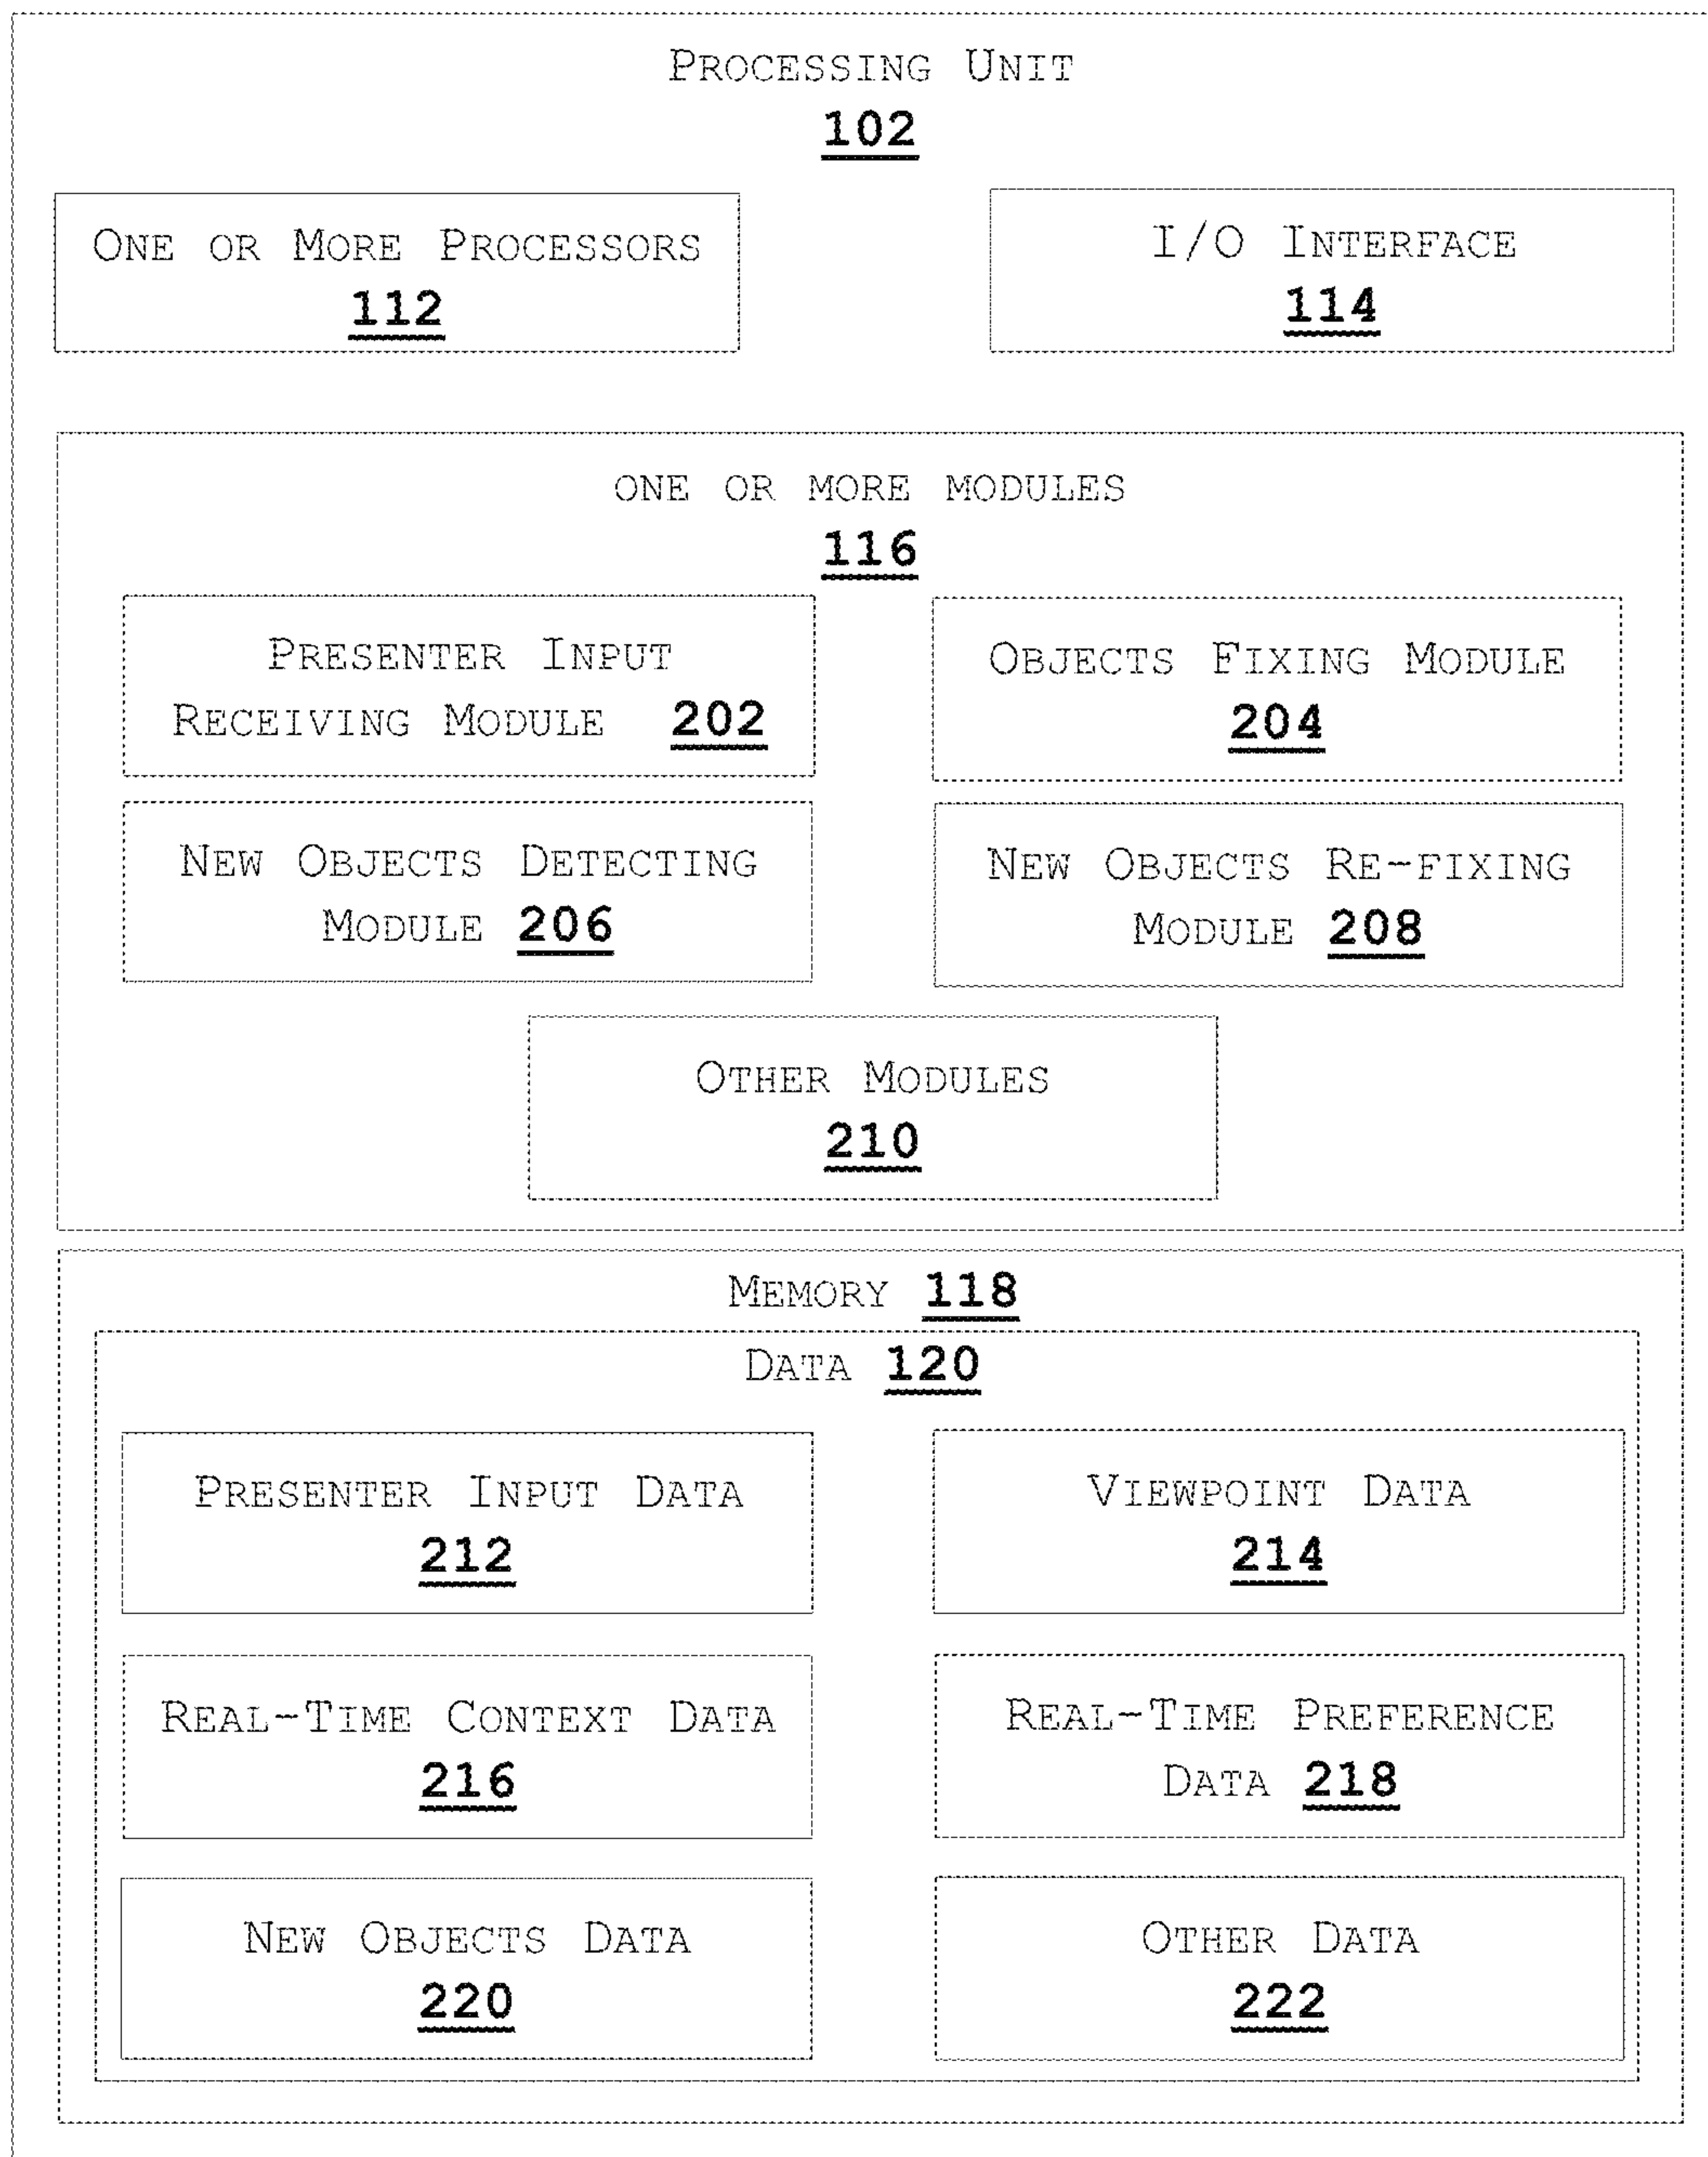 PROCESSING UNIT
102
ONE OR MORE PROCESSORS
112
I/O INTERFACE
114
ONE OR MORE MODULES
116
PRESENTER INPUT
RECEIVING MODULE 202
OBJECTS FIXING MODULE
204
NEW OBJECTS DETECTING
MODULE 206
NEW OBJECTS RE-FIXING
MODULE 208
OTHER MODULES
210
MEMORY 118
DATA 120
PRESENTER INPUT DATA
212
VIEWPOINT DATA
214
REAL-TIME CONTEXT DATA
216
REAL-TIME PREFERENCE
DATA 218
NEW OBJECTS DATA
220
OTHER DATA
222